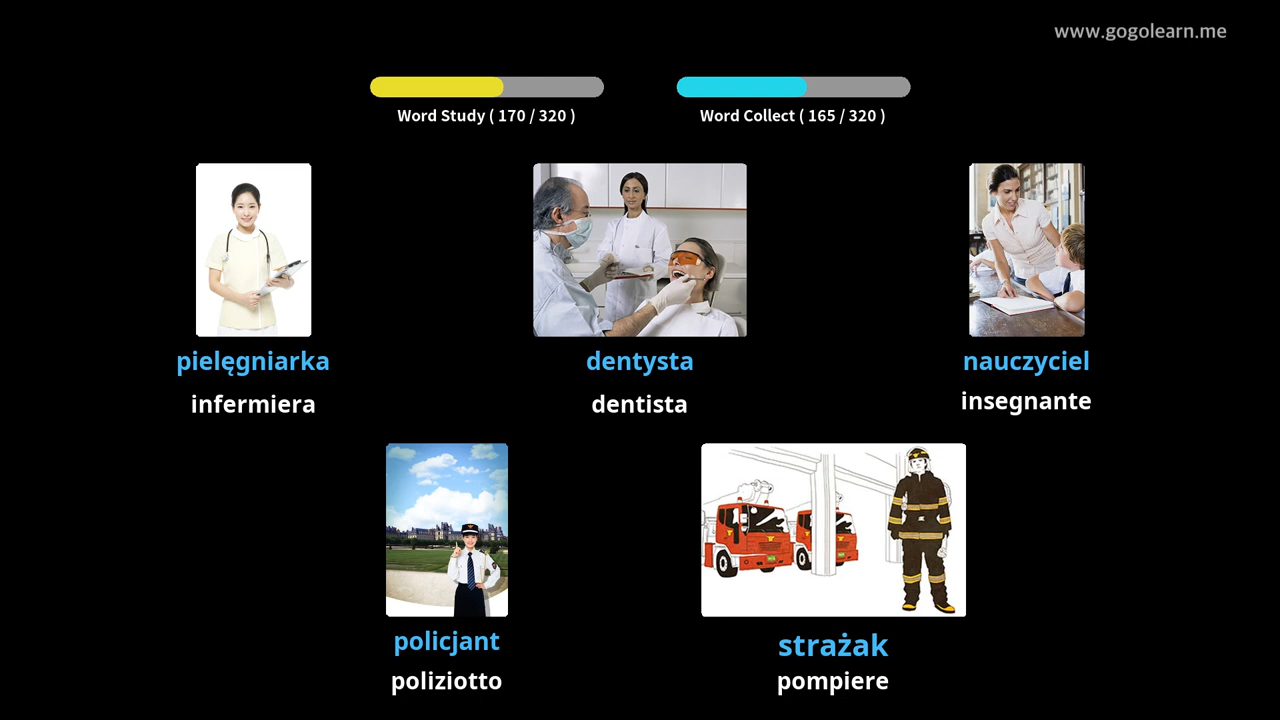 www.gogolearn.me
Word Study ( 170 / 320 )
Word Collect ( 165 / 320 )
pielęgniarka
infermiera
dentysta
dentista
nauczyciel
insegnante
policjant
poliziotto
strażak
pompiere